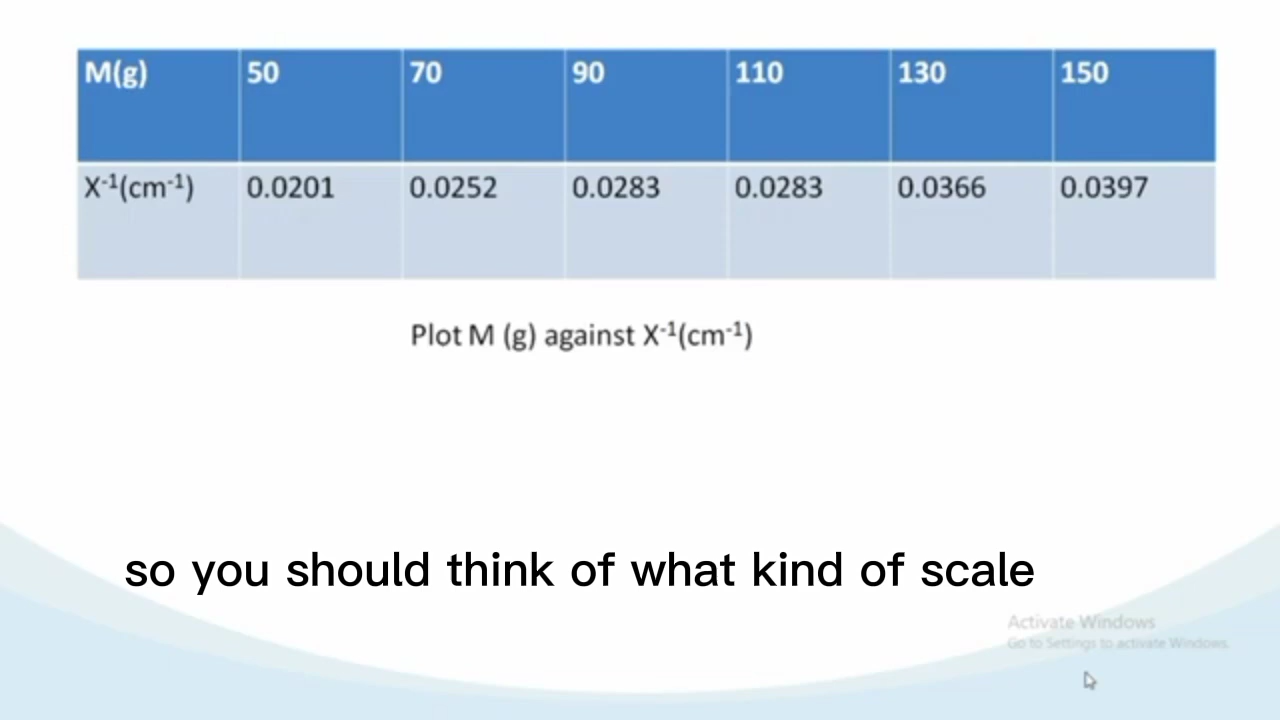 M(g) 50 70 90 110 130 150
X⁻¹(cm⁻¹) 0.0201 0.0252 0.0283 0.0283 0.0366 0.0397
Plot M (g) against X⁻¹(cm⁻¹)
so you should think of what kind of scale
Activate Windows
Go to Settings to activate Windows.